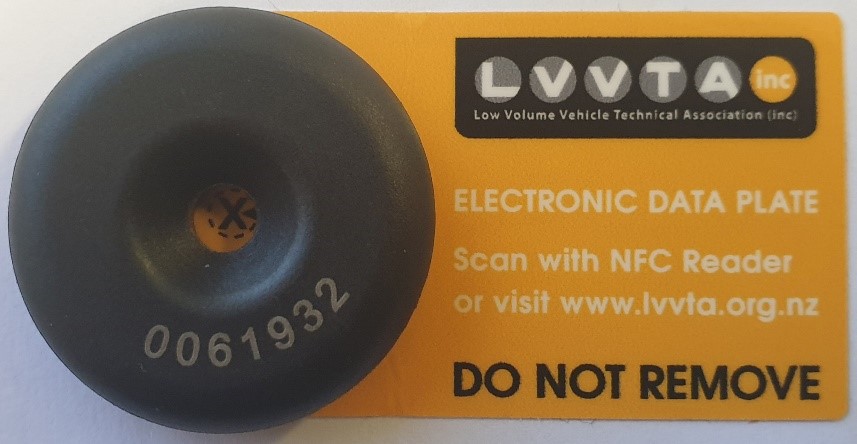 LVVTA inc
Low Volume Vehicle Technical Association (inc)
ELECTRONIC DATA PLATE
Scan with NFC Reader
or visit www.lvvta.org.nz
DO NOT REMOVE
X
0061932